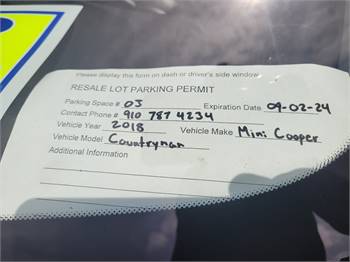 Please display this form on dash or driver's side window
RESALE LOT PARKING PERMIT
Parking Space # 03 Expiration Date 09-02-24
Contact Phone # 910 787 4234
Vehicle Year 2018 Vehicle Make Mini Cooper
Vehicle Model Countryman
Additional Information